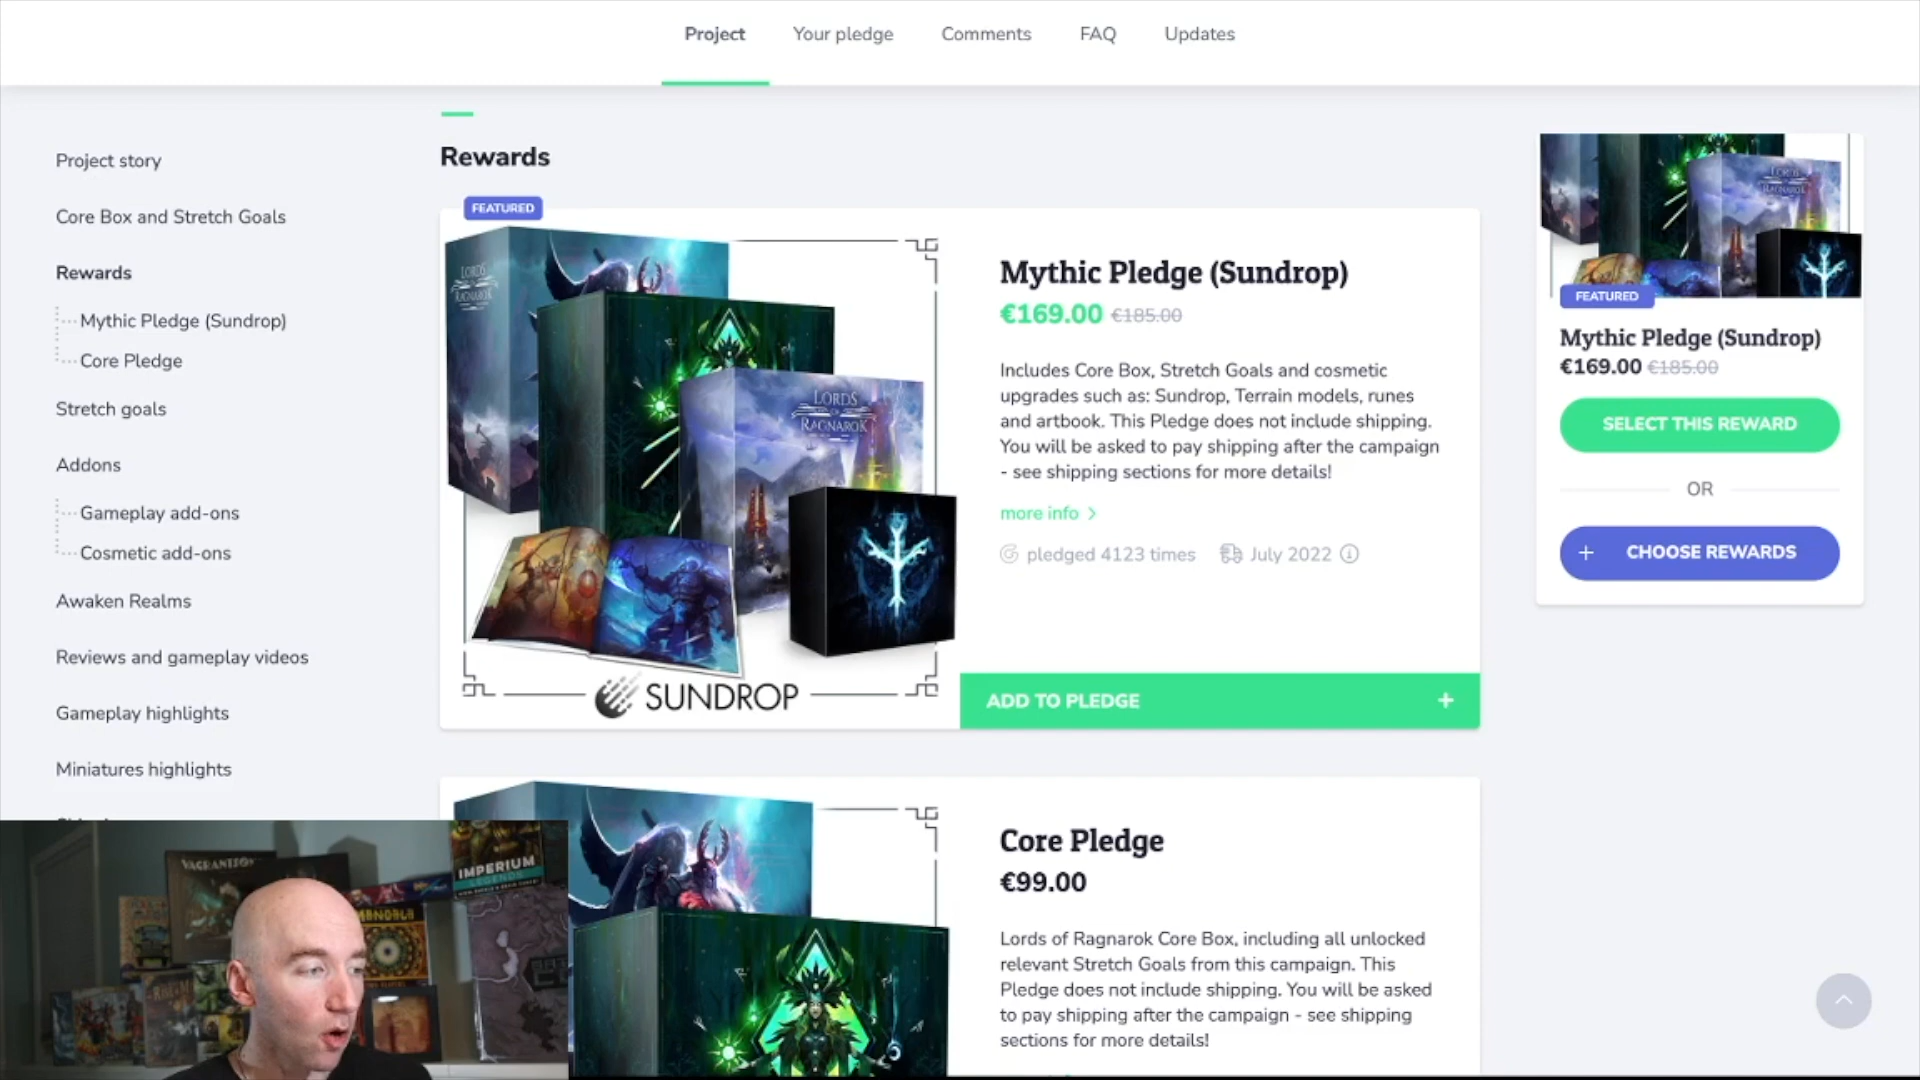 Project
Your pledge
Comments
FAQ
Updates
Project story
Core Box and Stretch Goals
Rewards
Mythic Pledge (Sundrop)
Core Pledge
Stretch goals
Addons
Gameplay add-ons
Cosmetic add-ons
Awaken Realms
Reviews and gameplay videos
Gameplay highlights
Miniatures highlights
Rewards
FEATURED
LORDS
OF
RAGNAROK
LORDS
OF
RAGNAROK
SUNDROP
Mythic Pledge (Sundrop)
€169.00 €185.00
Includes Core Box, Stretch Goals and cosmetic
upgrades such as: Sundrop, Terrain models, runes
and artbook. This Pledge does not include shipping.
You will be asked to pay shipping after the campaign
- see shipping sections for more details!
more info >
pledged 4123 times
July 2022
ADD TO PLEDGE +
Core Pledge
€99.00
Lords of Ragnarok Core Box, including all unlocked
relevant Stretch Goals from this campaign. This
Pledge does not include shipping. You will be asked
to pay shipping after the campaign - see shipping
sections for more details!
LORDS
RAGNAROK
FEATURED
Mythic Pledge (Sundrop)
€169.00 €185.00
SELECT THIS REWARD
OR
+ CHOOSE REWARDS
IMPERIUM
LEGENDS
MANDALA